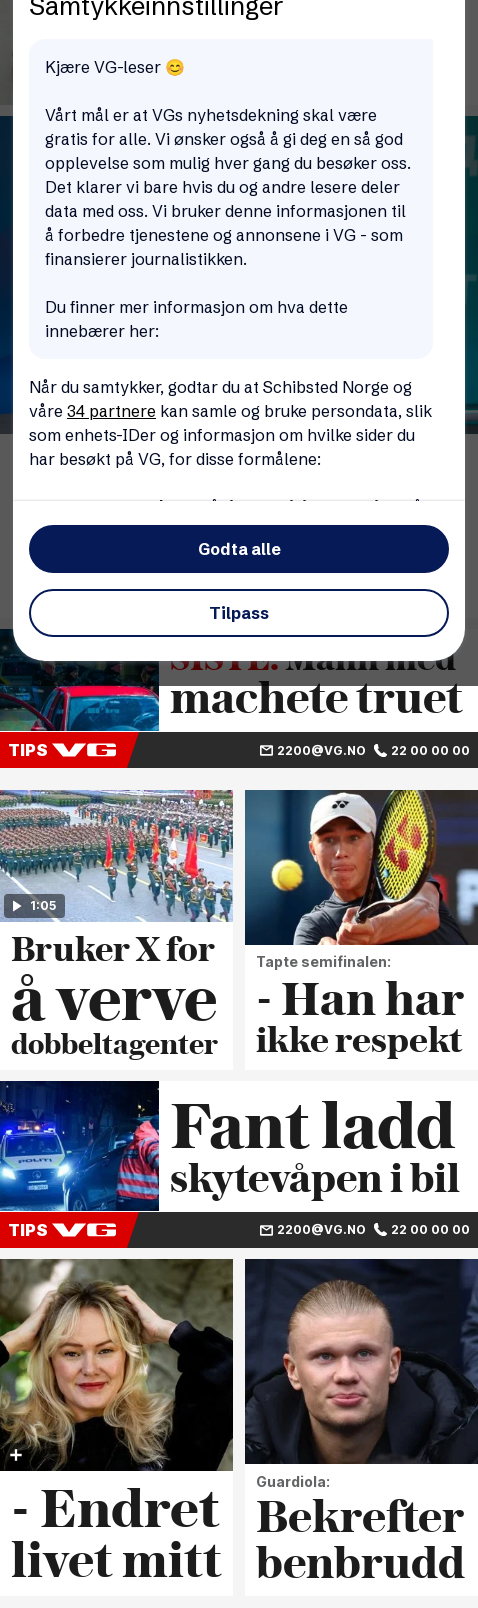 Samtykkeinnstillinger
Kjære VG-leser 😊
Vårt mål er at VGs nyhetsdekning skal være
gratis for alle. Vi ønsker også å gi deg en så god
opplevelse som mulig hver gang du besøker oss.
Det klarer vi bare hvis du og andre lesere deler
data med oss. Vi bruker denne informasjonen til
å forbedre tjenestene og annonsene i VG - som
finansierer journalistikken.
Du finner mer informasjon om hva dette
innebærer her:
Når du samtykker, godtar du at Schibsted Norge og
våre 34 partnere kan samle og bruke persondata, slik
som enhets-IDer og informasjon om hvilke sider du
har besøkt på VG, for disse formålene:
Godta alle
Tilpass
SISTE: Mann med
machete truet
TIPS VG 2200@VG.NO 22 00 00 00
1:05
Bruker X for
å verve
dobbeltagenter
Tapte semifinalen:
- Han har
ikke respekt
POLITI
Fant ladd
skytevåpen i bil
TIPS VG 2200@VG.NO 22 00 00 00
- Endret
livet mitt
Guardiola:
Bekrefter
benbrudd